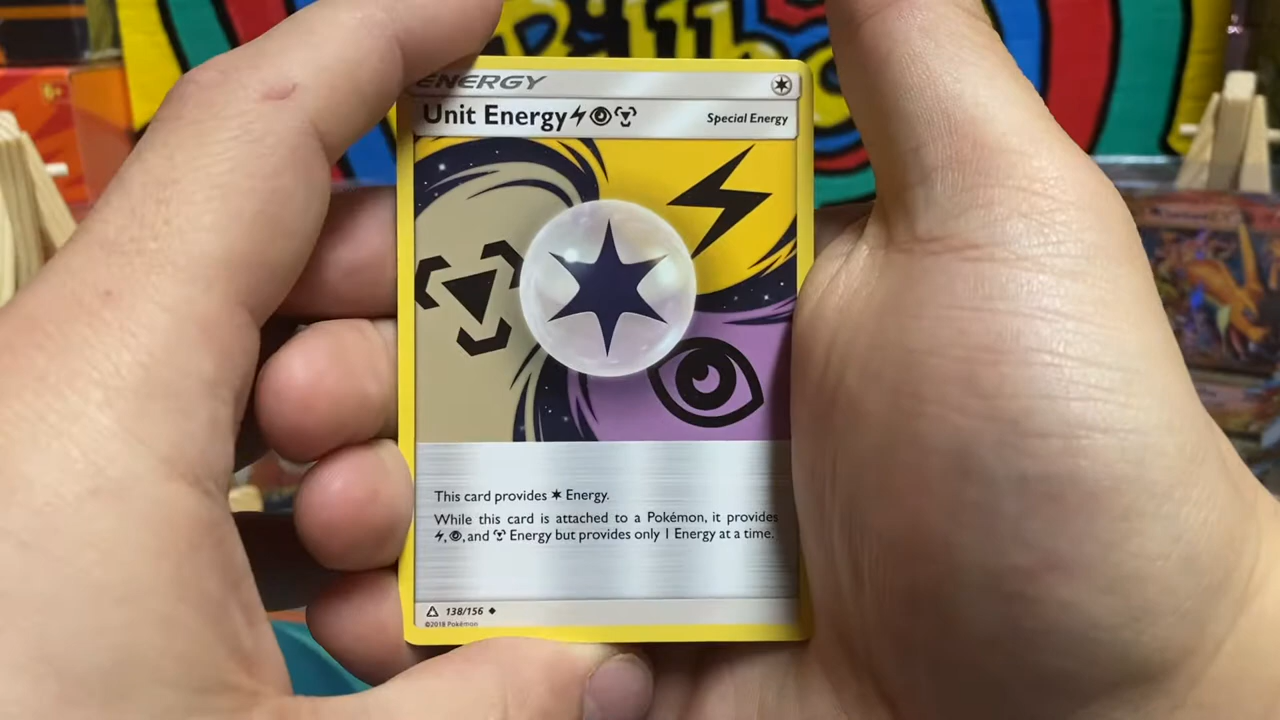 ENERGY
Unit Energy
Special Energy
This card provides Energy.
While this card is attached to a Pokémon, it provides
, , and Energy but provides only 1 Energy at a time.
138/156
©2018 Pokémon